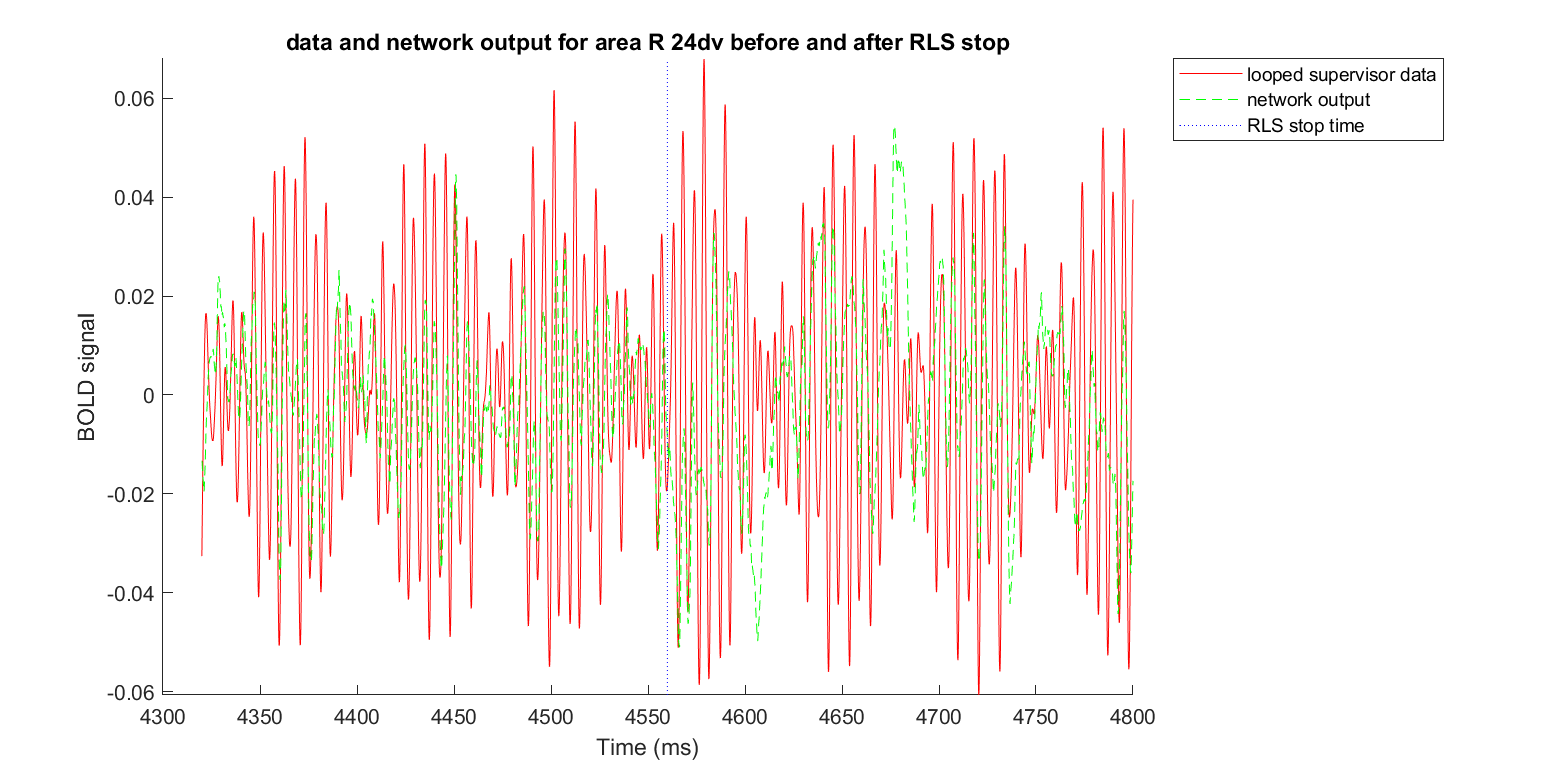 data and network output for area R 24dv before and after RLS stop
looped supervisor data
network output
RLS stop time
0.06
0.04
0.02
0
-0.02
-0.04
-0.06
BOLD signal
4300 4350 4400 4450 4500 4550 4600 4650 4700 4750 4800
Time (ms)